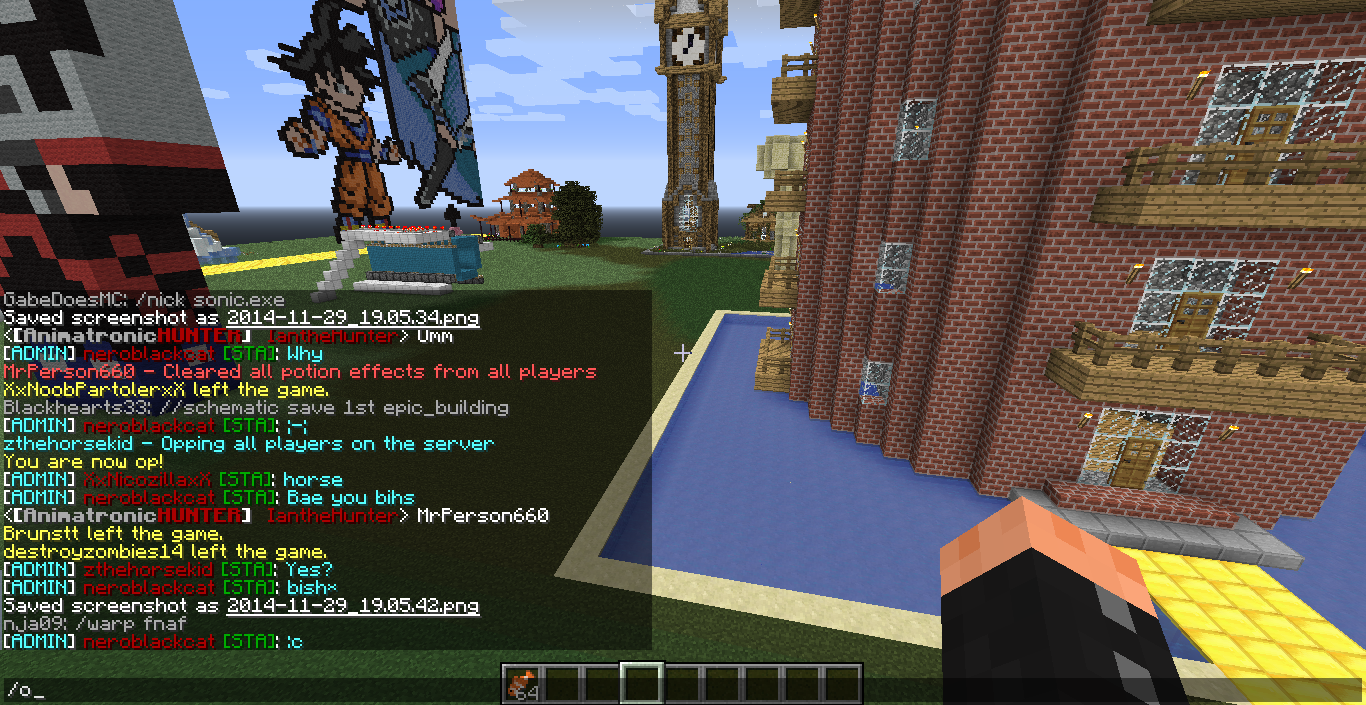 GabeDoesMC: /nick sonic.exe
Saved screenshot as 2014-11-29_19.05.34.png
<[AnimatronicHUNTER] IantheHunter> Umm
[ADMIN] neroblackcat [STA]: Why
MrPerson660 - Cleared all potion effects from all players
XxNoobPartolerxX left the game.
Blackhearts33: //schematic save 1st epic_building
[ADMIN] neroblackcat [STA]: ;-;
zthehorsekid - Opping all players on the server
You are now op!
[ADMIN] XxNicozillaxX [STA]: horse
[ADMIN] neroblackcat [STA]: Bae you bihs
<[AnimatronicHUNTER] IantheHunter> MrPerson660
Brunstt left the game.
destroyzombies14 left the game.
[ADMIN] zthehorsekid [STA]: Yes?
[ADMIN] neroblackcat [STA]: bish*
Saved screenshot as 2014-11-29_19.05.42.png
nja09: /warp fnaf
[ADMIN] neroblackcat [STA]: ;c
/o_
64